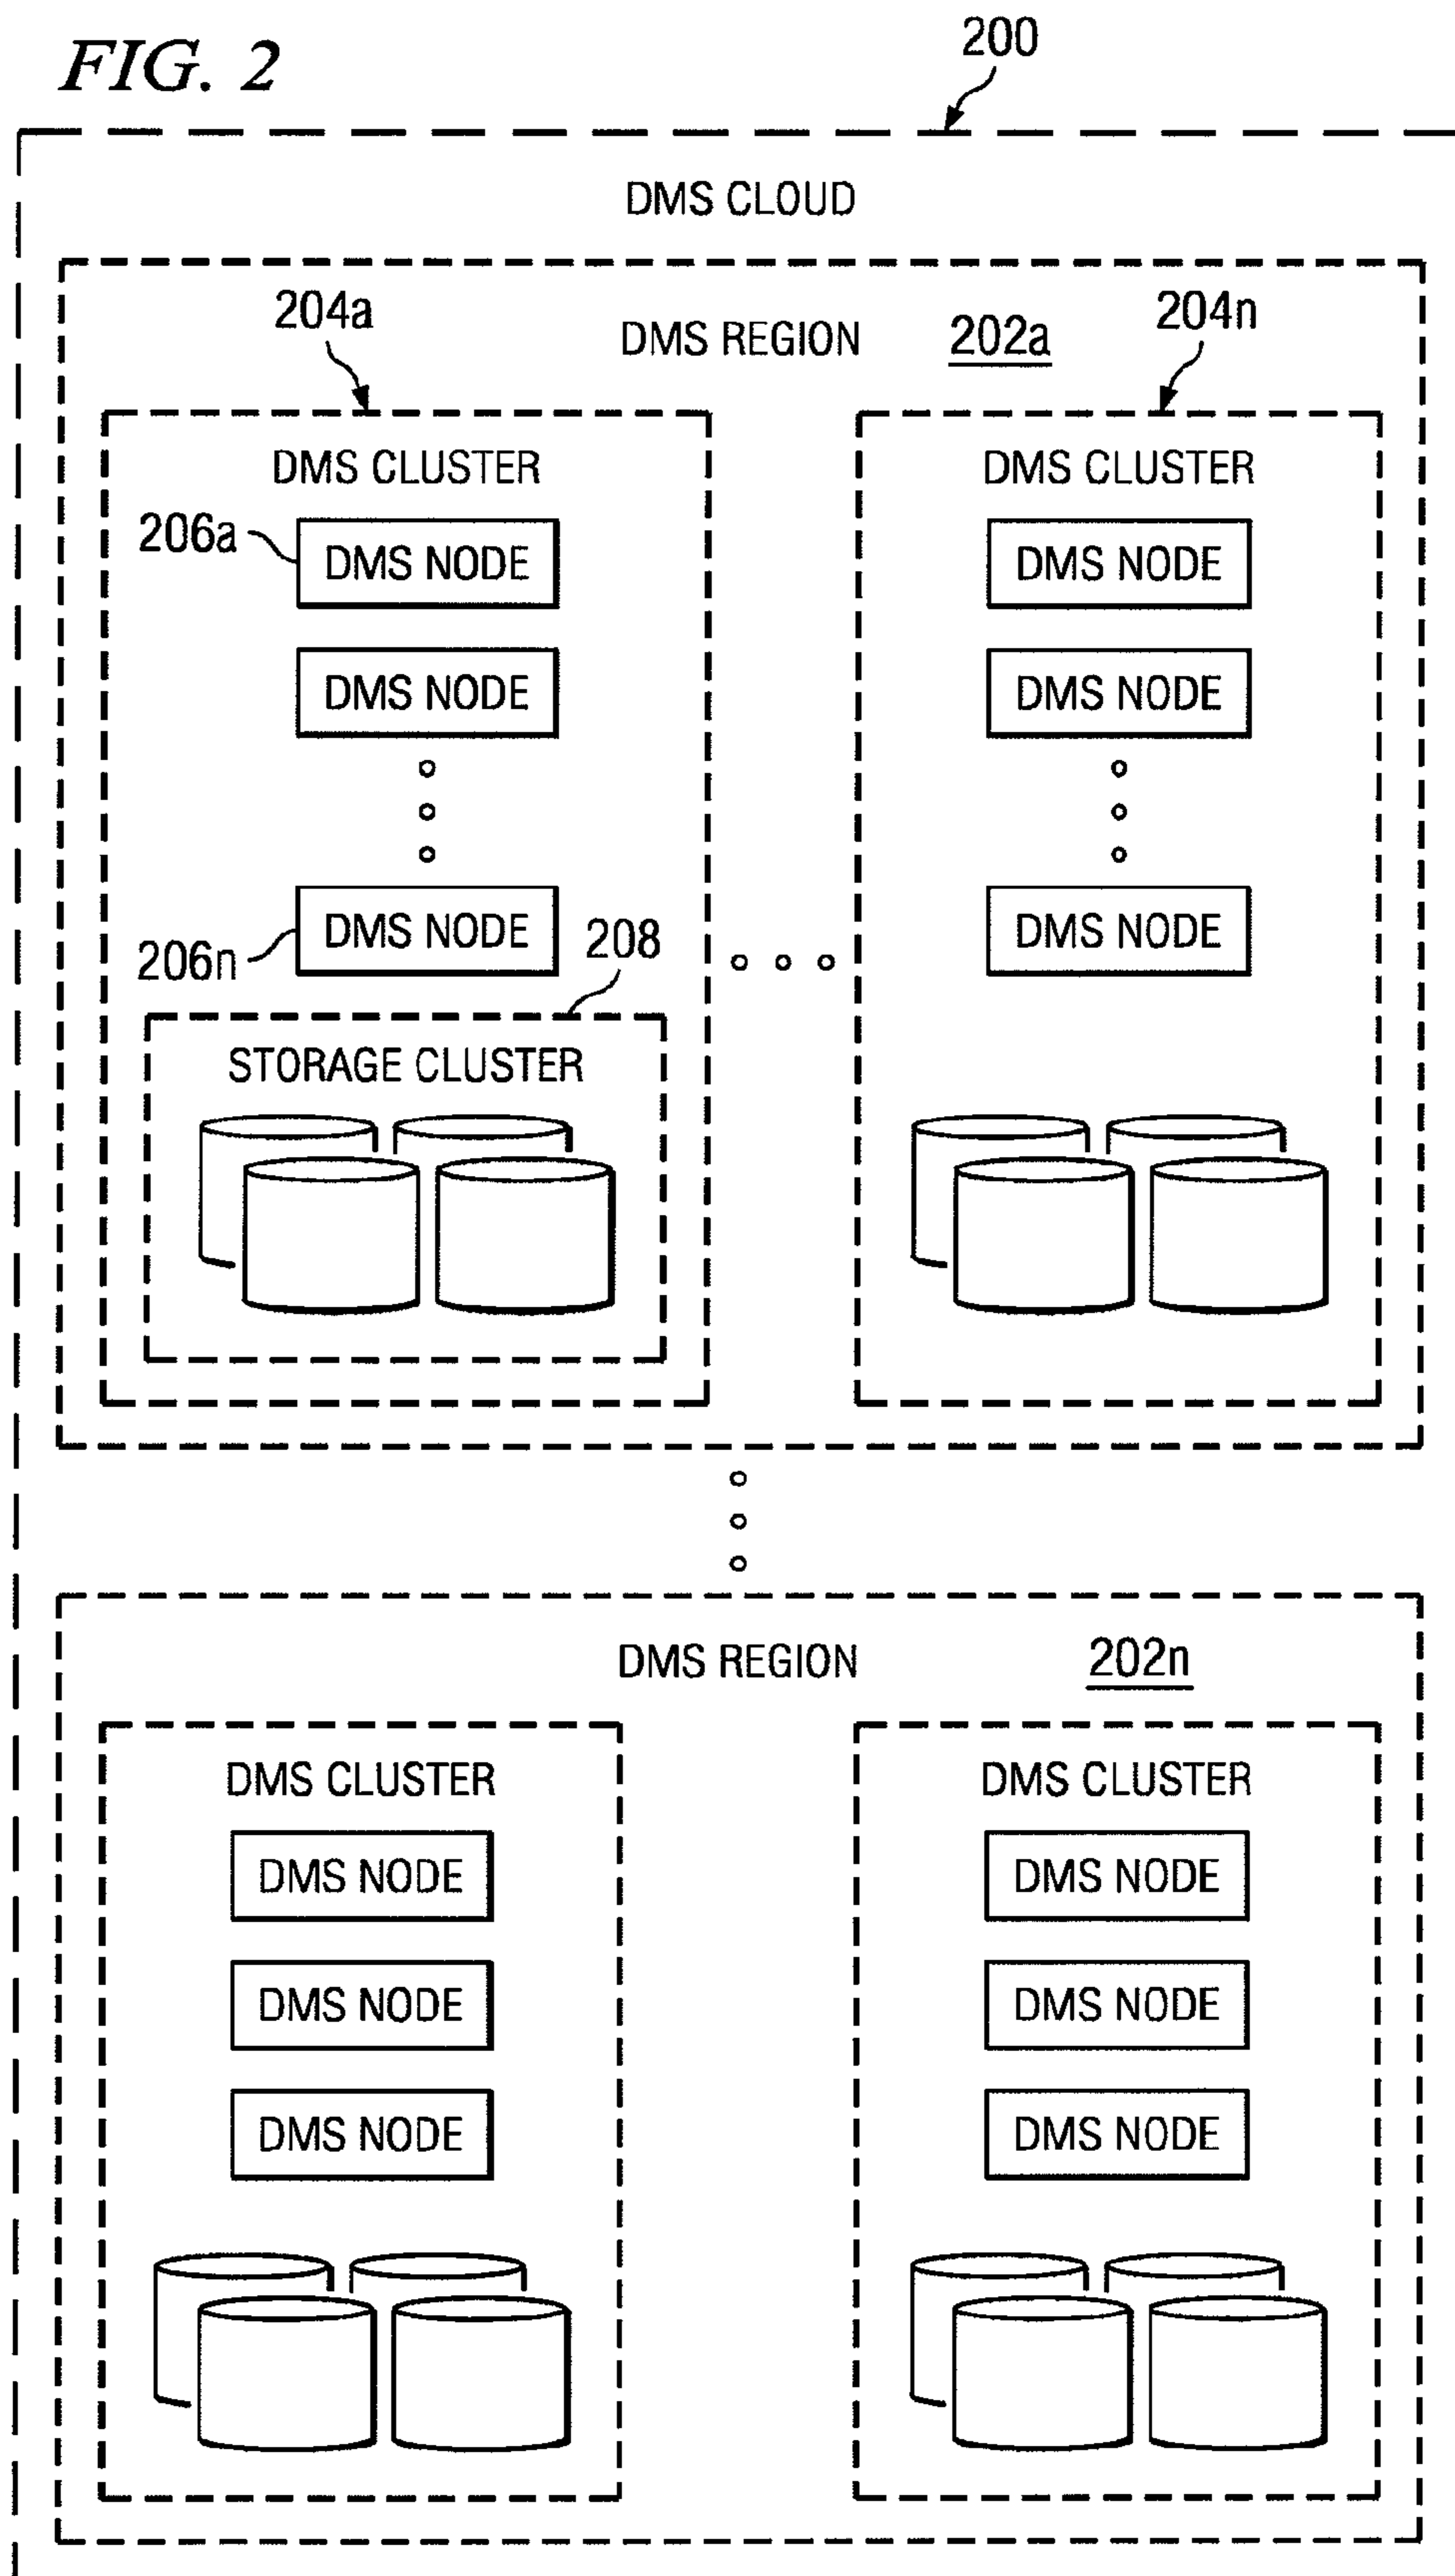 FIG. 2
200
DMS CLOUD
204a
DMS REGION 202a
204n
DMS CLUSTER
206a
DMS NODE
DMS NODE
DMS NODE
206n
208
STORAGE CLUSTER
DMS CLUSTER
DMS NODE
DMS NODE
DMS NODE
DMS REGION 202n
DMS CLUSTER
DMS NODE
DMS NODE
DMS NODE
DMS CLUSTER
DMS NODE
DMS NODE
DMS NODE